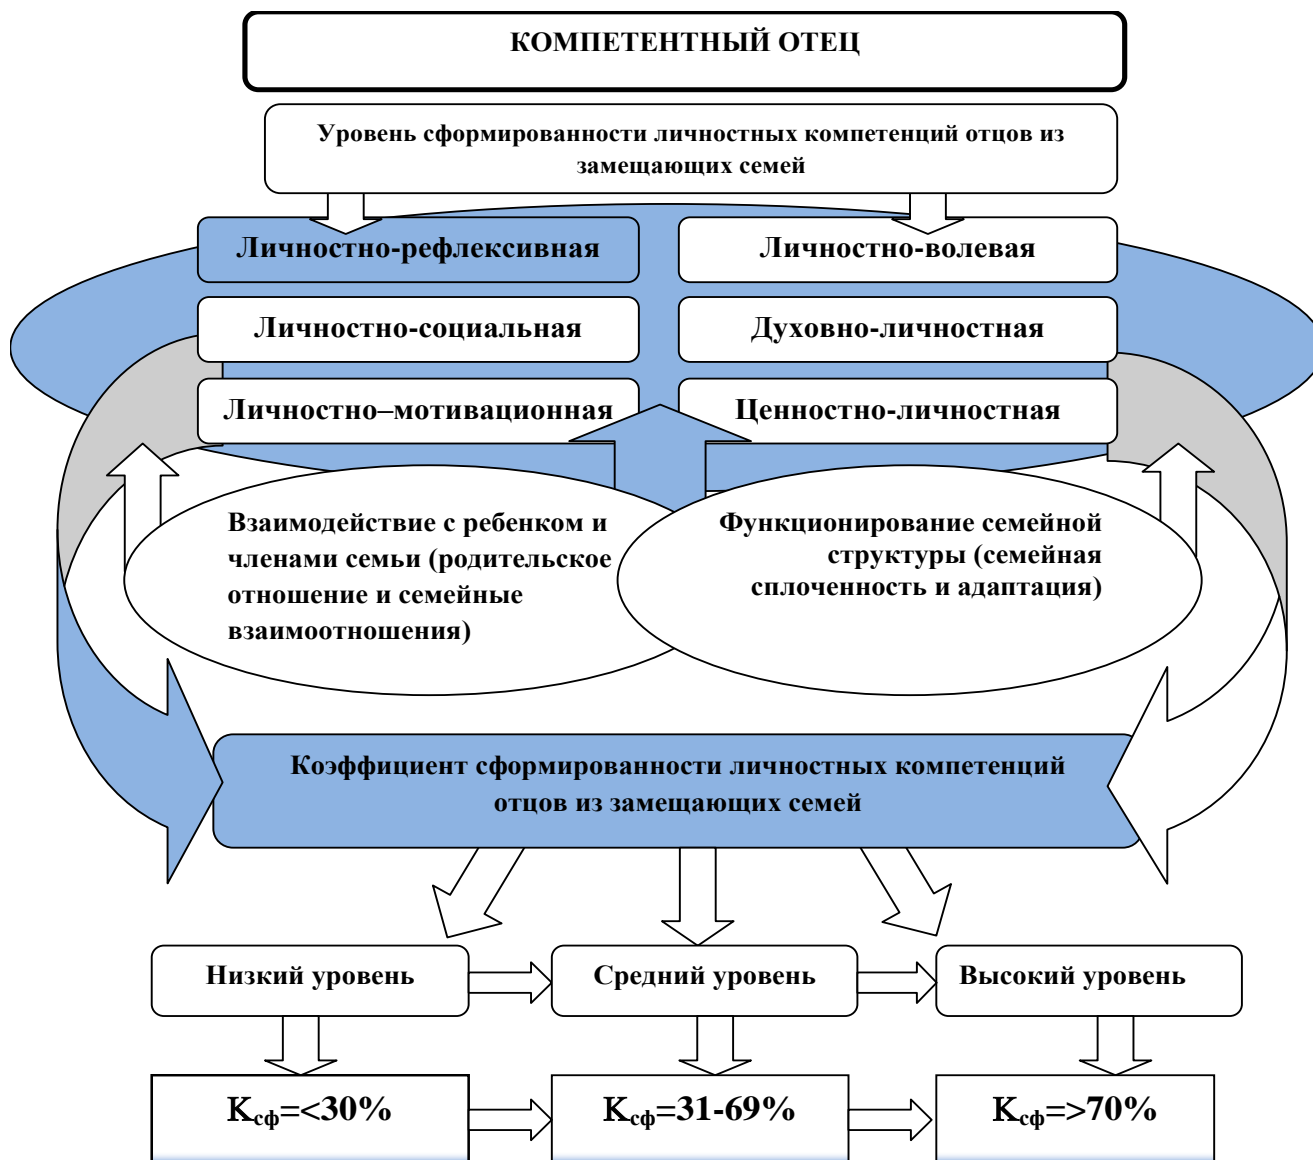 КОМПЕТЕНТНЫЙ ОТЕЦ
Уровень сформированности личностных компетенций отцов из
замещающих семей
Личностно-рефлексивная
Личностно-волевая
Личностно-социальная
Духовно-личностная
Личностно–мотивационная
Ценностно-личностная
Взаимодействие с ребенком и
членами семьи (родительское
отношение и семейные
взаимоотношения)
Функционирование семейной
структуры (семейная
сплоченность и адаптация)
Коэффициент сформированности личностных компетенций
отцов из замещающих семей
Низкий уровень
Средний уровень
Высокий уровень
Ксф=<30%
Ксф=31-69%
Ксф=>70%